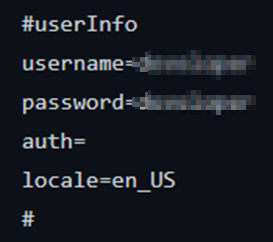 #userInfo
username=
password=
auth=
locale=en_US
#